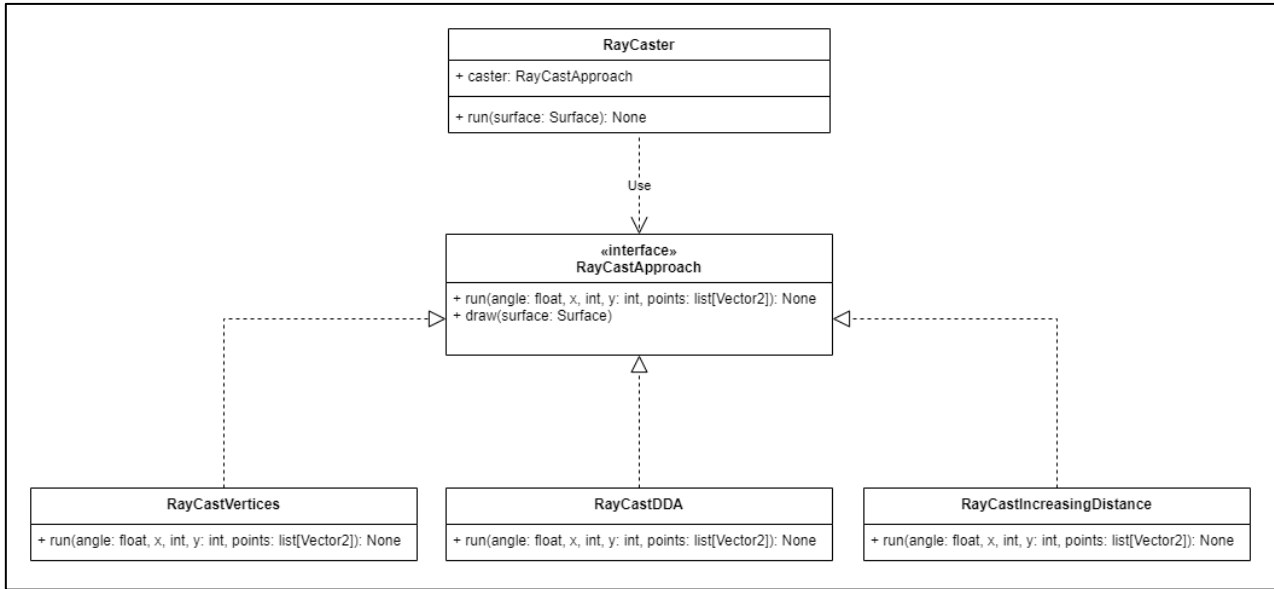 RayCaster
+ caster: RayCastApproach
+ run(surface: Surface): None
Use
«interface»
RayCastApproach
+ run(angle: float, x, int, y: int, points: list[Vector2]): None
+ draw(surface: Surface)
RayCastVertices
+ run(angle: float, x, int, y: int, points: list[Vector2]): None
RayCastDDA
+ run(angle: float, x, int, y: int, points: list[Vector2]): None
RayCastIncreasingDistance
+ run(angle: float, x, int, y: int, points: list[Vector2]): None